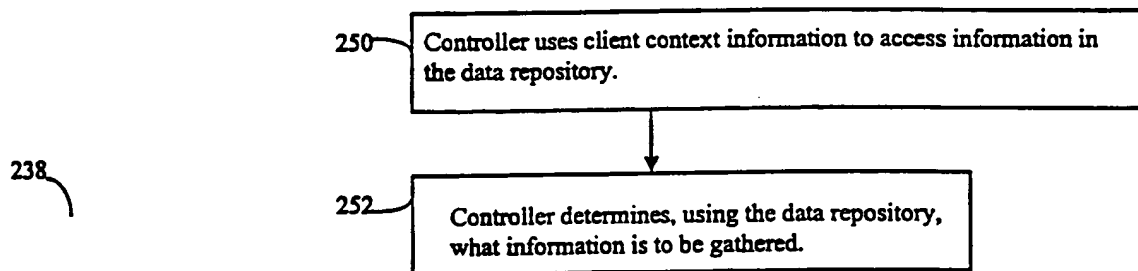 250
Controller uses client context information to access information in
the data repository.
238
252
Controller determines, using the data repository,
what information is to be gathered.